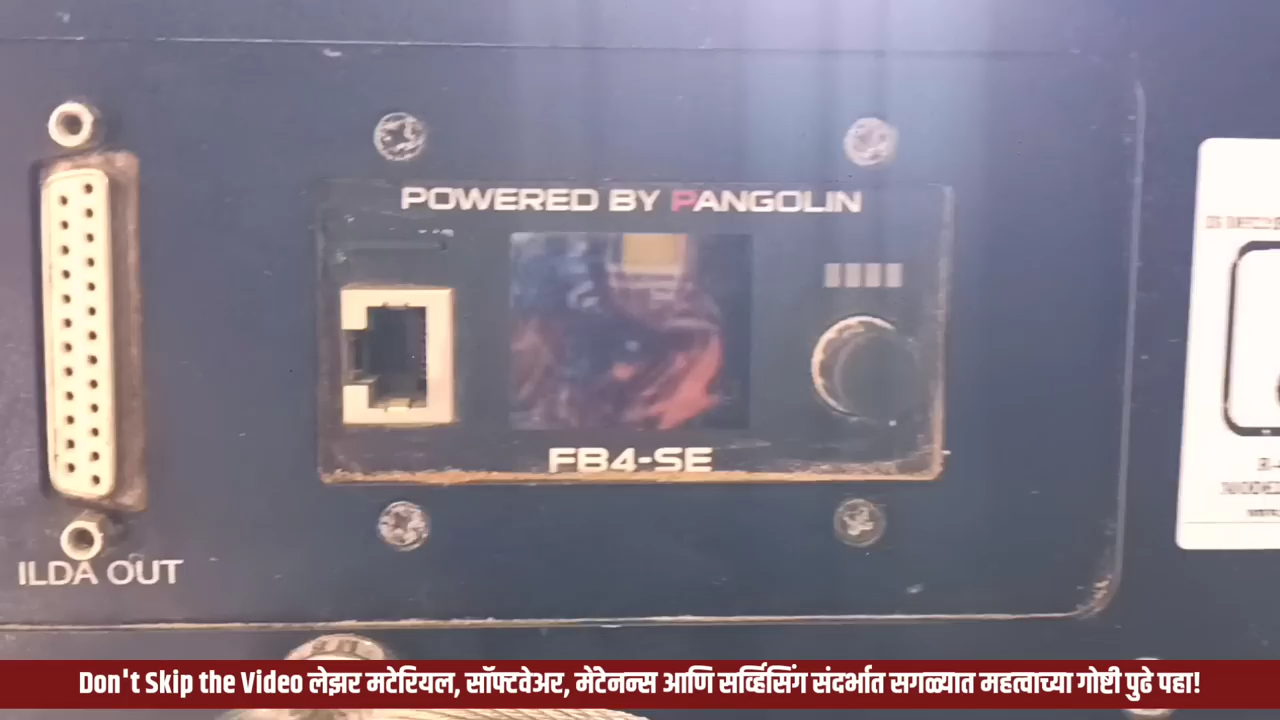 POWERED BY PANGOLIN
FB4-SE
ILDA OUT
Don't Skip the Video लेझर मटेरियल, सॉफ्टवेअर, मेंटेनन्स आणि सर्व्हिसिंग संदर्भात सगळ्यात महत्वाच्या गोष्टी पुढे पहा!